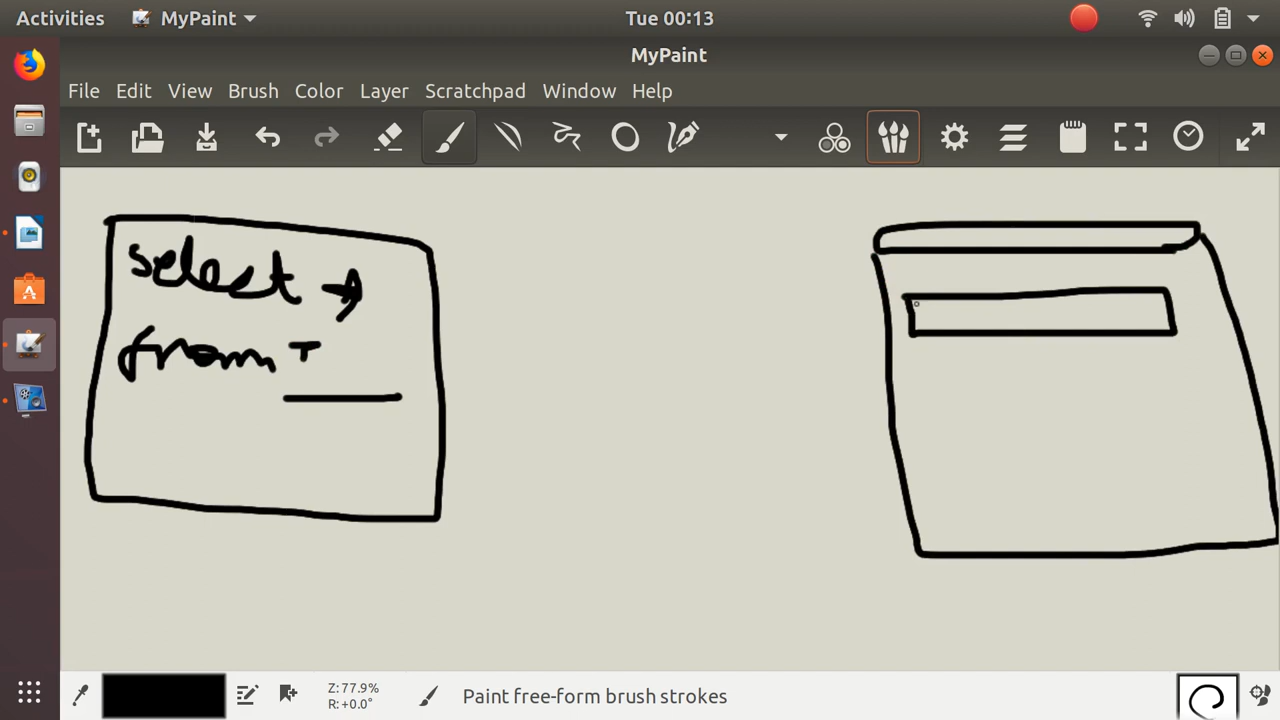 Activities MyPaint Tue 00:13
MyPaint
File Edit View Brush Color Layer Scratchpad Window Help
select *
from T
Z: 77.9%
R: +0.0°
Paint free-form brush strokes